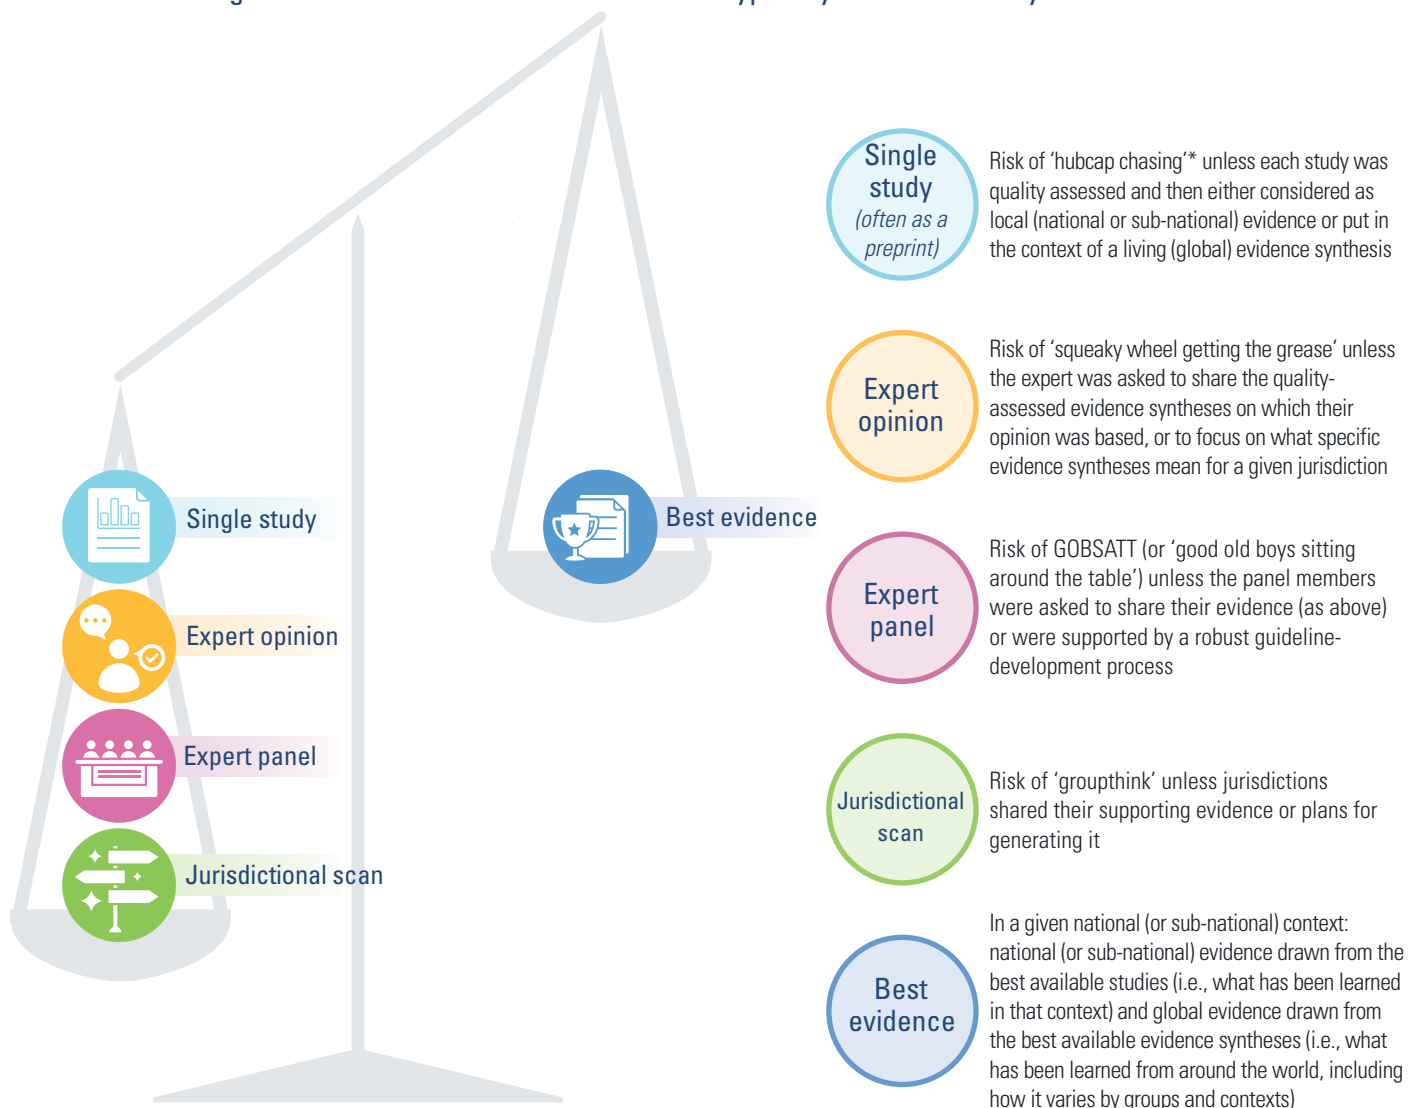 Single study
Expert opinion
Expert panel
Jurisdictional scan
Best evidence
Single
study
(often as a
preprint)
Risk of ‘hubcap chasing’* unless each study was
quality assessed and then either considered as
local (national or sub-national) evidence or put in
the context of a living (global) evidence synthesis
Expert
opinion
Risk of ‘squeaky wheel getting the grease’ unless
the expert was asked to share the quality-
assessed evidence syntheses on which their
opinion was based, or to focus on what specific
evidence syntheses mean for a given jurisdiction
Expert
panel
Risk of GOBSATT (or ‘good old boys sitting
around the table’) unless the panel members
were asked to share their evidence (as above)
or were supported by a robust guideline-
development process
Jurisdictional
scan
Risk of ‘groupthink’ unless jurisdictions
shared their supporting evidence or plans for
generating it
Best
evidence
In a given national (or sub-national) context:
national (or sub-national) evidence drawn from the
best available studies (i.e., what has been learned
in that context) and global evidence drawn from
the best available evidence syntheses (i.e., what
has been learned from around the world, including
how it varies by groups and contexts)